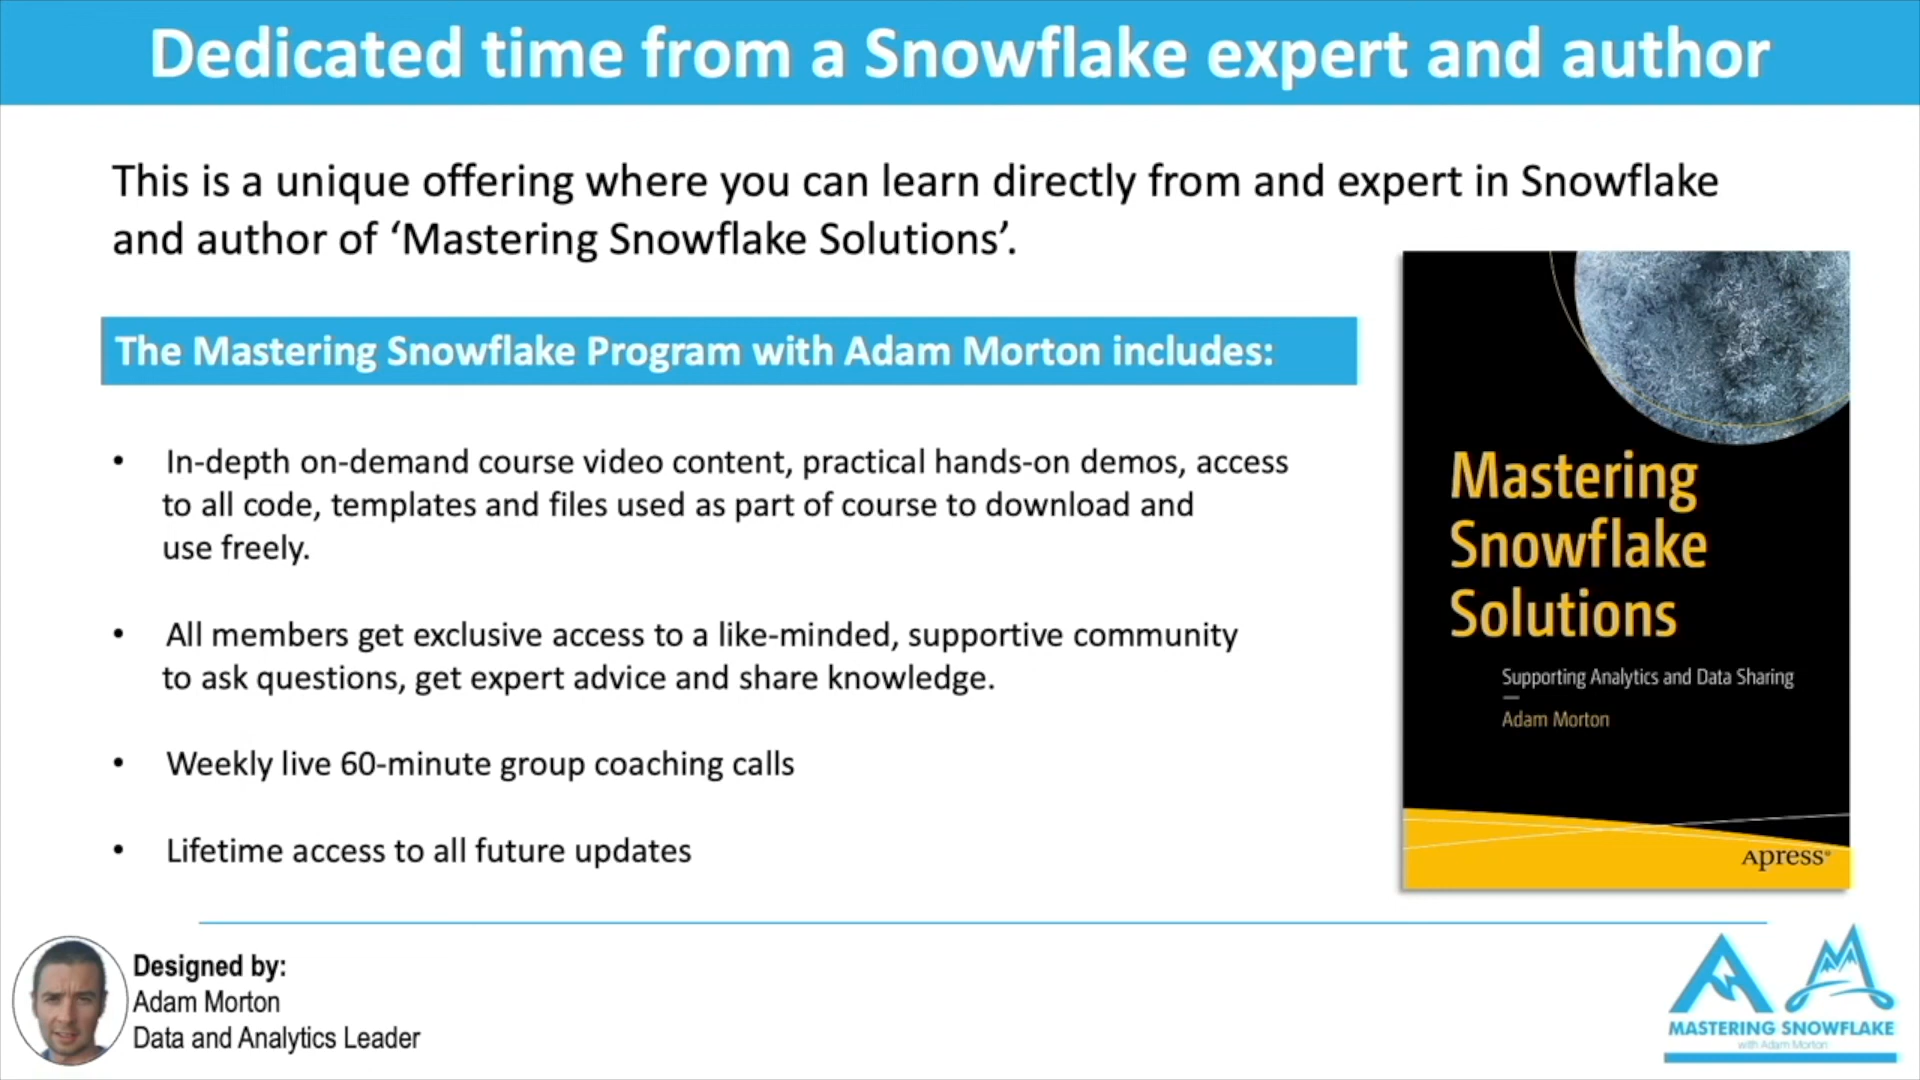 Dedicated time from a Snowflake expert and author
This is a unique offering where you can learn directly from and expert in Snowflake
and author of ‘Mastering Snowflake Solutions’.
The Mastering Snowflake Program with Adam Morton includes:
• In-depth on-demand course video content, practical hands-on demos, access
to all code, templates and files used as part of course to download and
use freely.
• All members get exclusive access to a like-minded, supportive community
to ask questions, get expert advice and share knowledge.
• Weekly live 60-minute group coaching calls
• Lifetime access to all future updates
Mastering
Snowflake
Solutions
Supporting Analytics and Data Sharing
—
Adam Morton
Apress®
Designed by:
Adam Morton
Data and Analytics Leader
MASTERING SNOWFLAKE
with Adam Morton